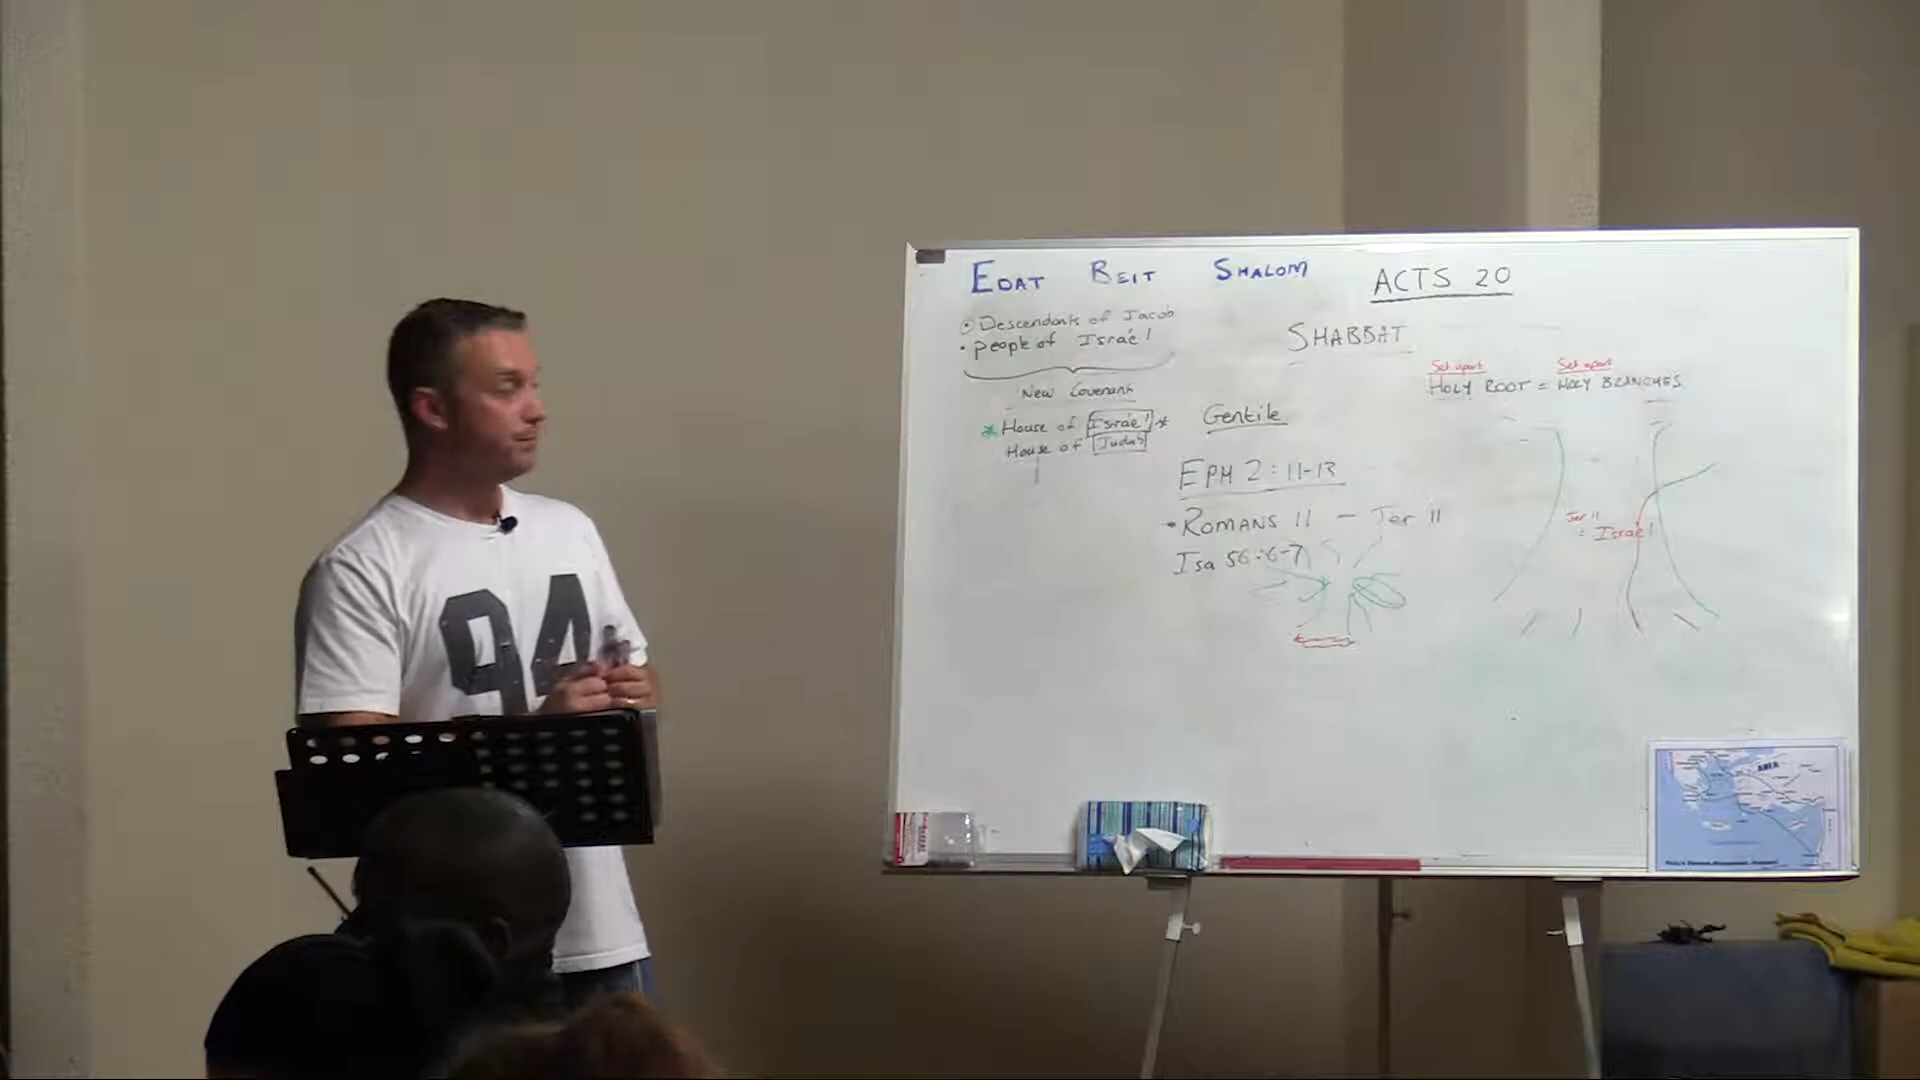 EDAT BEIT SHALOM
ACTS 20
Descendants of Jacob
• people of Israel
SHABBAT
New Covenant
Set apart Set apart
HOLY ROOT = HOLY BRANCHES
* House of Israel *
House of Judah
Gentile
EPH 2:11-13
• ROMANS 11 - Jer 11
Isa 56:6-7
Jer 11
= Israel
94
ASIA